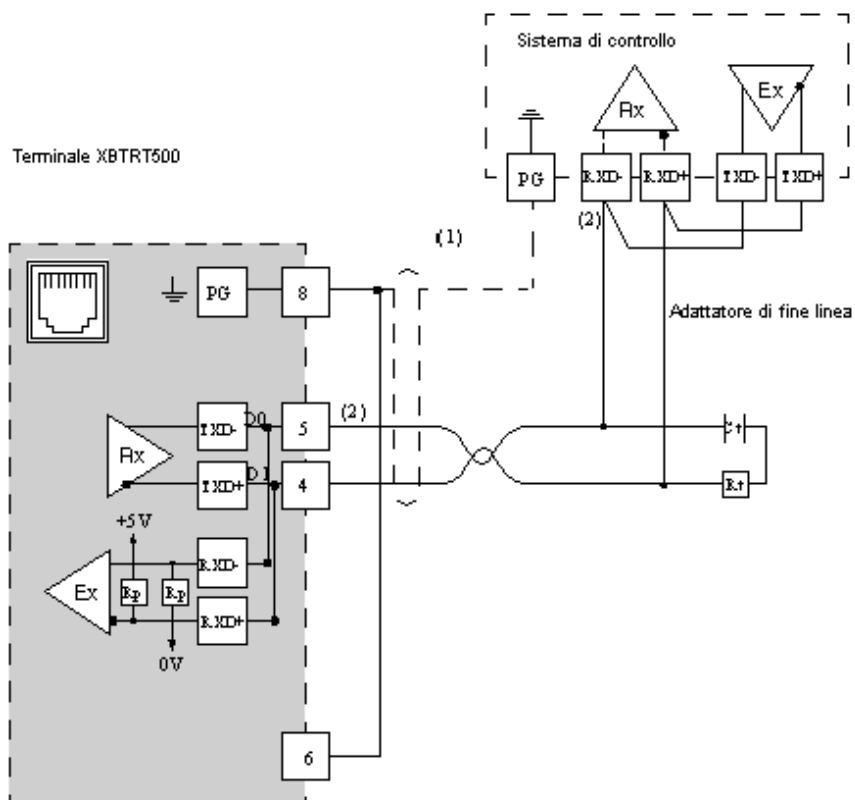 Sistema di controllo
Rx
Ex
Terminale XBTRT500
PG
RXD-
RXD+
TXD-
TXD+
(2)
(1)
PG
8
Adattatore di fine linea
TXD-
D0
5
(2)
Rx
TXD+
D1
4
Rt
+5V
RXD-
Ex
Rp
Rp
RXD+
0V
6